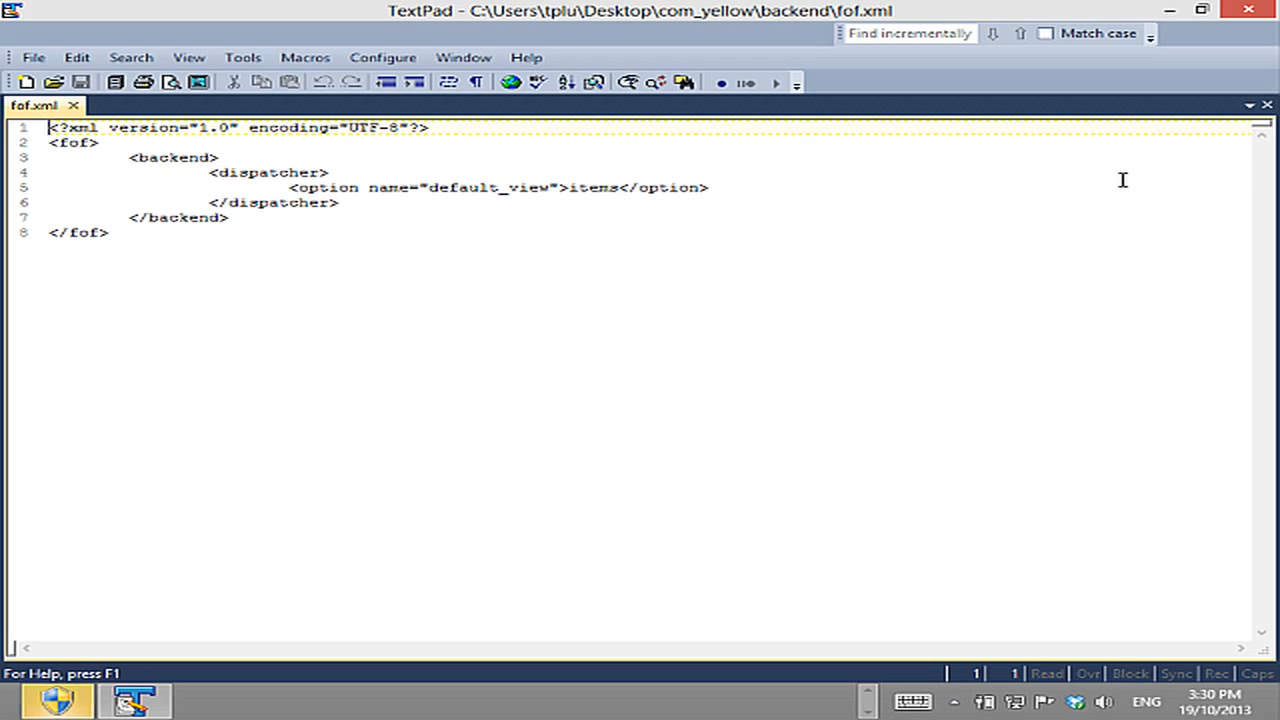 TextPad - C:\Users\tplu\Desktop\com_yellow\backend\fof.xml
Find incrementally Match case
File Edit Search View Tools Macros Configure Window Help
fof.xml
1 <?xml version="1.0" encoding="UTF-8"?>
2 <fof>
3 <backend>
4 <dispatcher>
5 <option name="default_view">items</option>
6 </dispatcher>
7 </backend>
8 </fof>
For Help, press F1 1 1 Read Ovr Block Sync Rec Caps
ENG 3:30 PM
19/10/2013